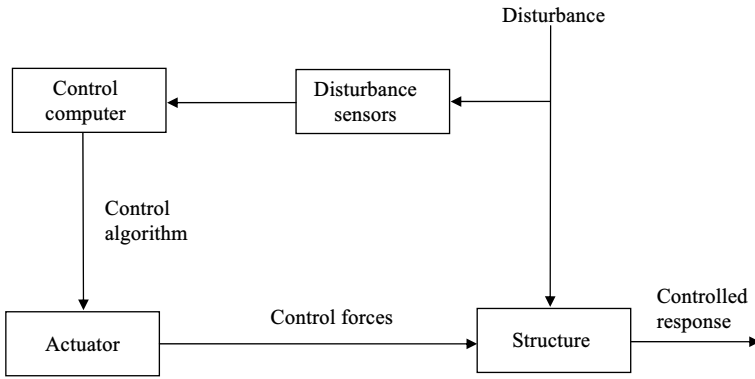 Disturbance
Control
computer
Disturbance
sensors
Control
algorithm
Actuator
Control forces
Structure
Controlled
response